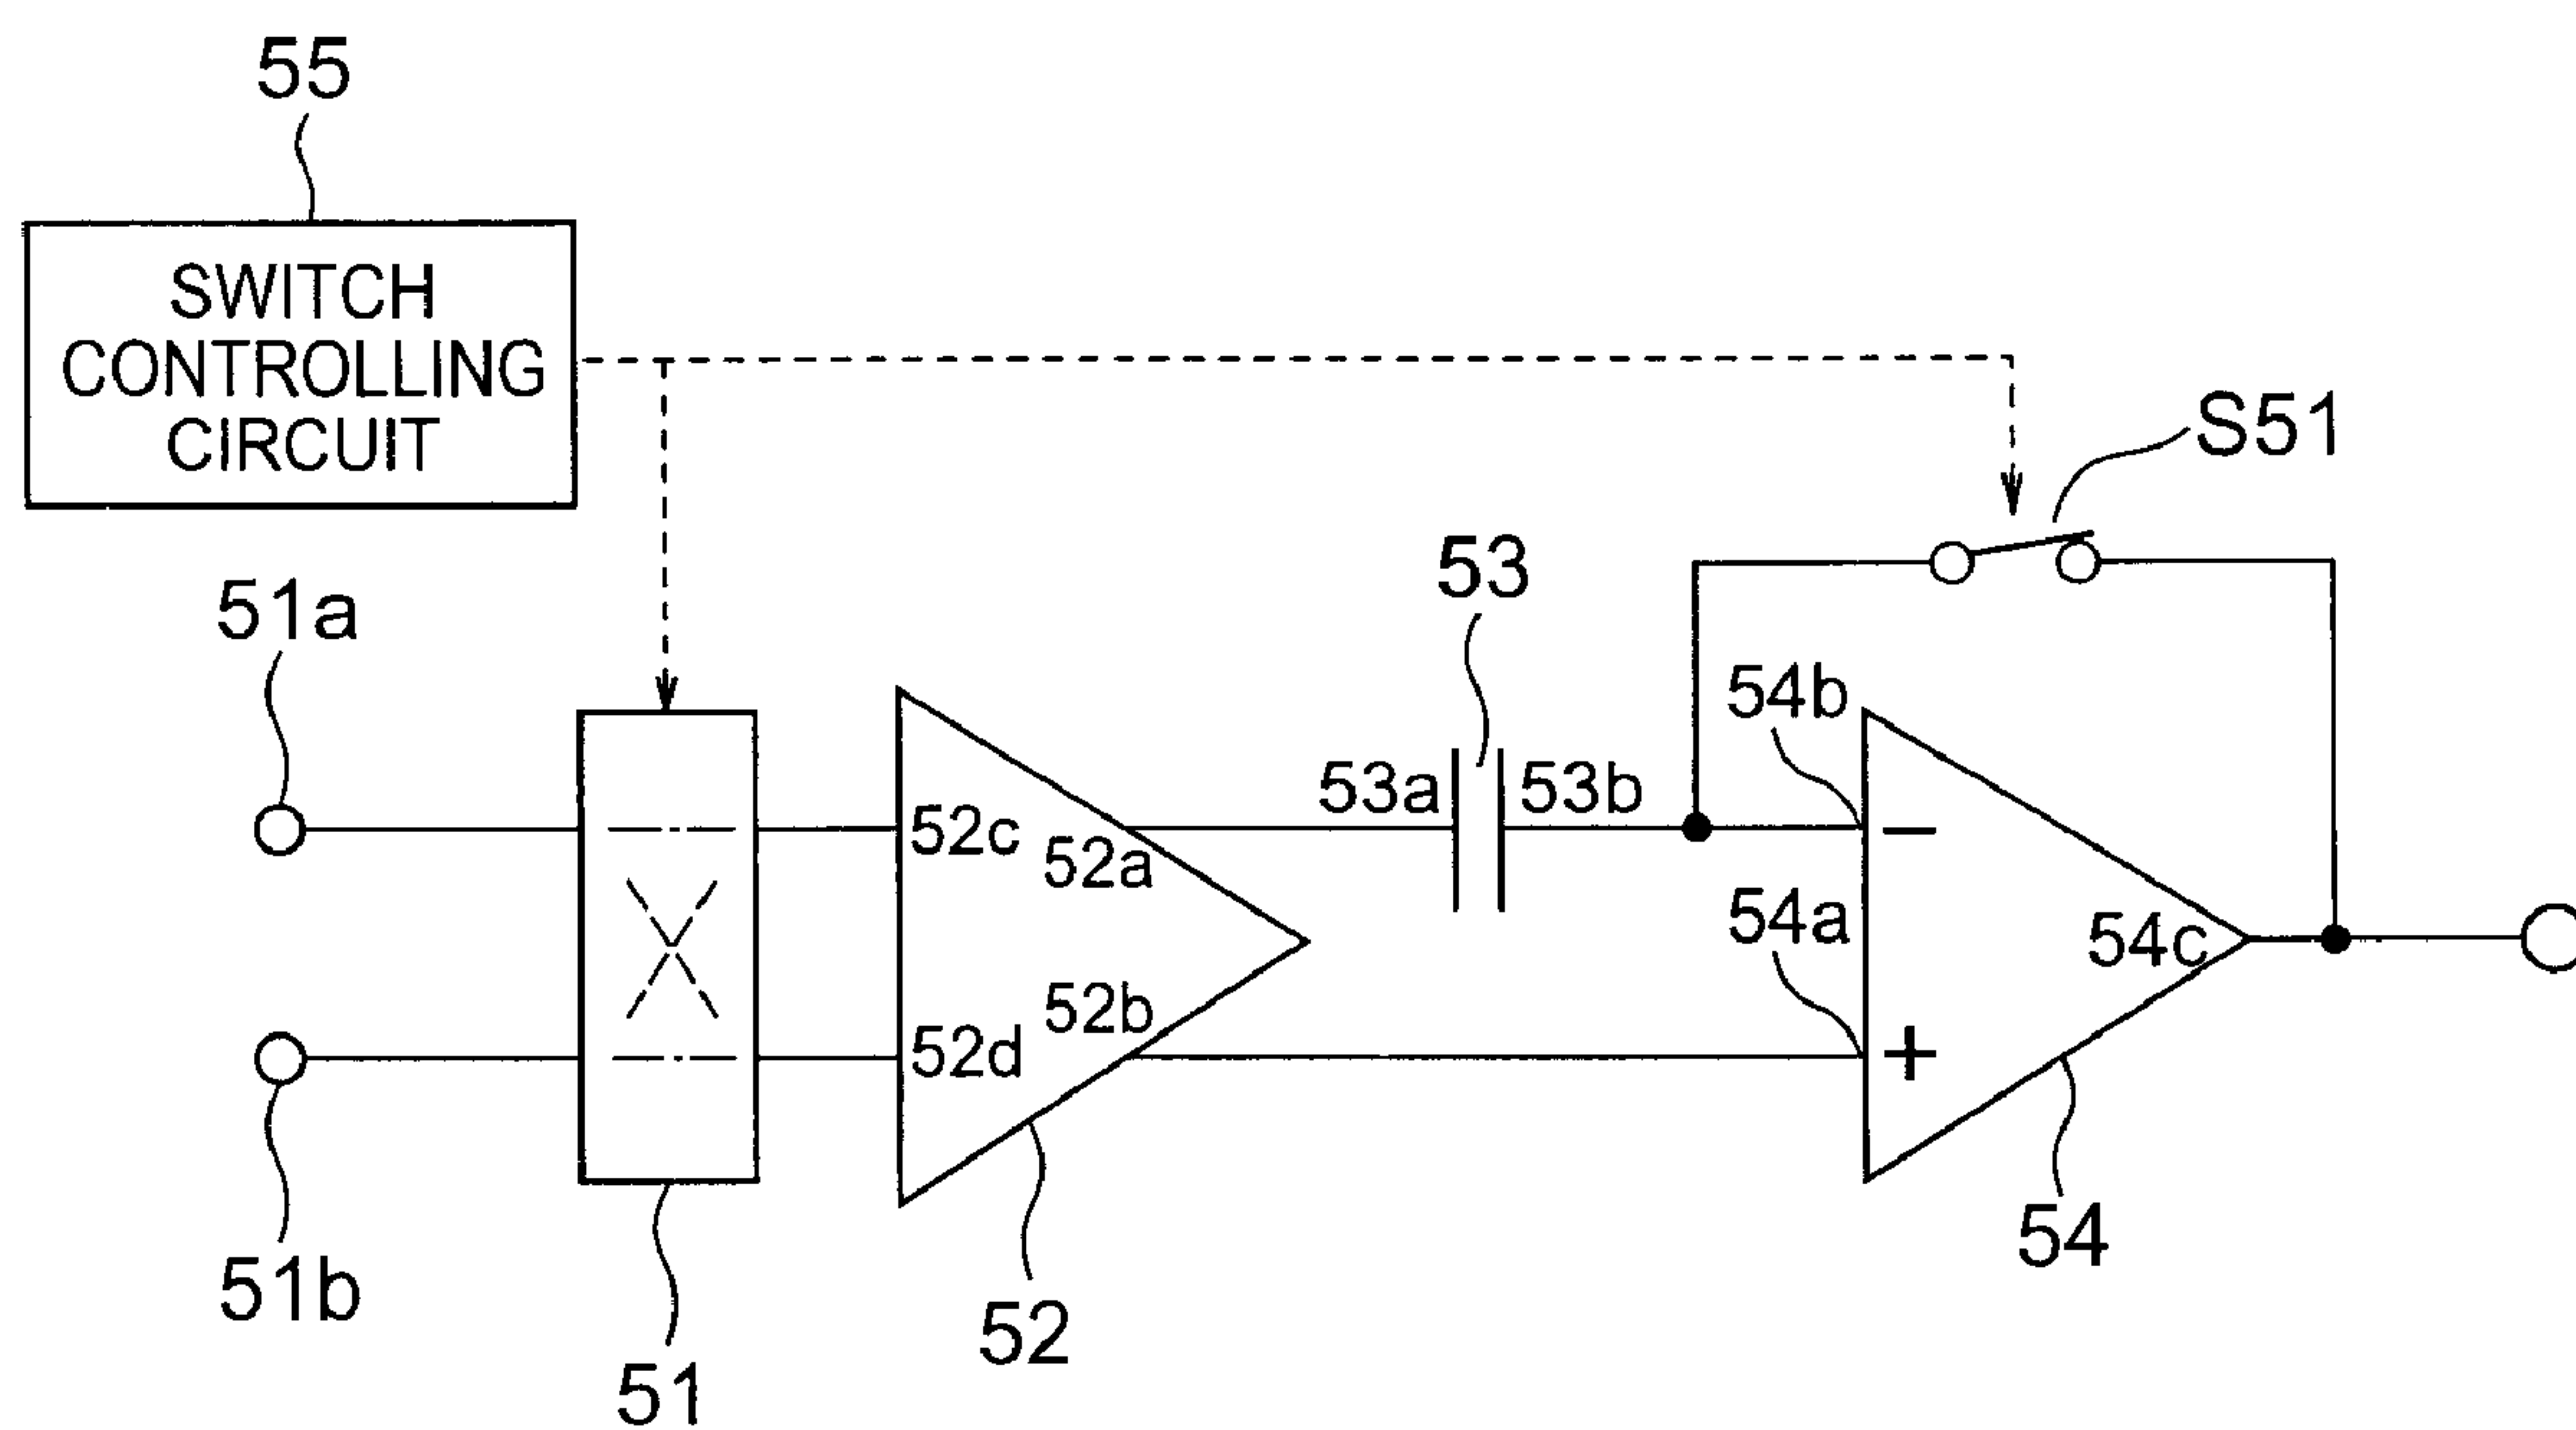 55
SWITCH
CONTROLLING
CIRCUIT
S51
51a
53
54b
53a
53b
52c
52a
54a
54c
52b
52d
51b
52
54
51